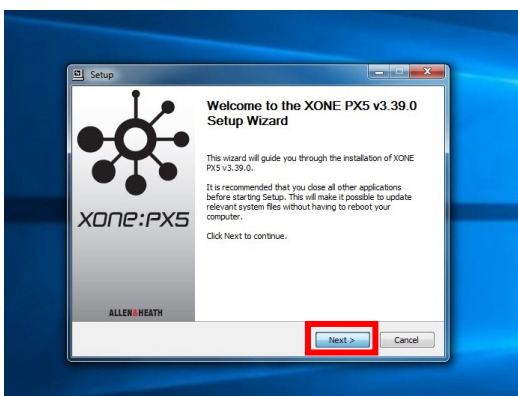 Setup
Welcome to the XONE PX5 v3.39.0
Setup Wizard
This wizard will guide you through the installation of XONE
PX5 v3.39.0.
It is recommended that you close all other applications
before starting Setup. This will make it possible to update
relevant system files without having to reboot your
computer.
Click Next to continue.
XONE:PX5
ALLEN&HEATH
Next >
Cancel